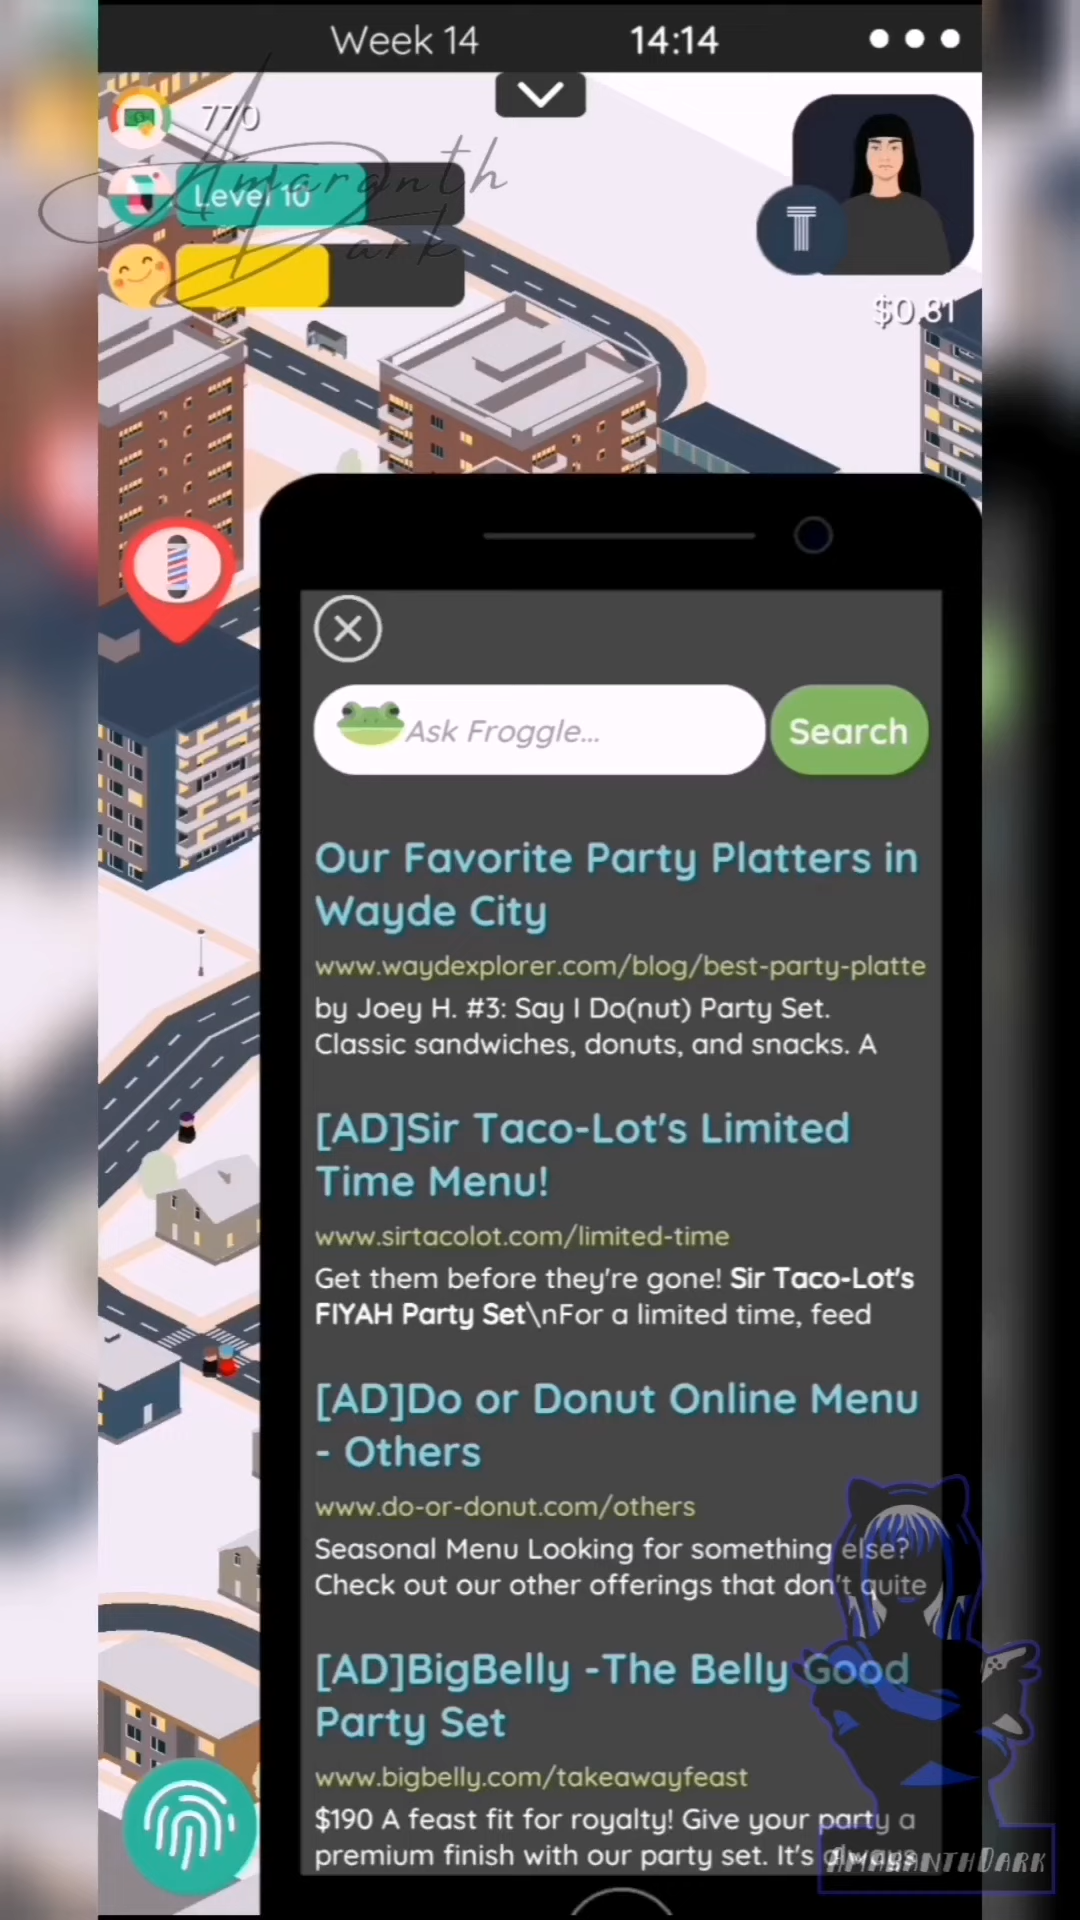 Week 14
14:14
770
Amaranth
Dark
Level 10
T
$0.81
Ask Froggle...
Search
Our Favorite Party Platters in
Wayde City
www.waydexplorer.com/blog/best-party-platte
by Joey H. #3: Say I Do(nut) Party Set.
Classic sandwiches, donuts, and snacks. A
[AD]Sir Taco-Lot's Limited
Time Menu!
www.sirtacolot.com/limited-time
Get them before they're gone! Sir Taco-Lot's
FIYAH Party Set\nFor a limited time, feed
[AD]Do or Donut Online Menu
- Others
www.do-or-donut.com/others
Seasonal Menu Looking for something else?
Check out our other offerings that don't quite
[AD]BigBelly -The Belly Good
Party Set
www.bigbelly.com/takeawayfeast
$190 A feast fit for royalty! Give your party a
premium finish with our party set. It's always
AmaranthDark